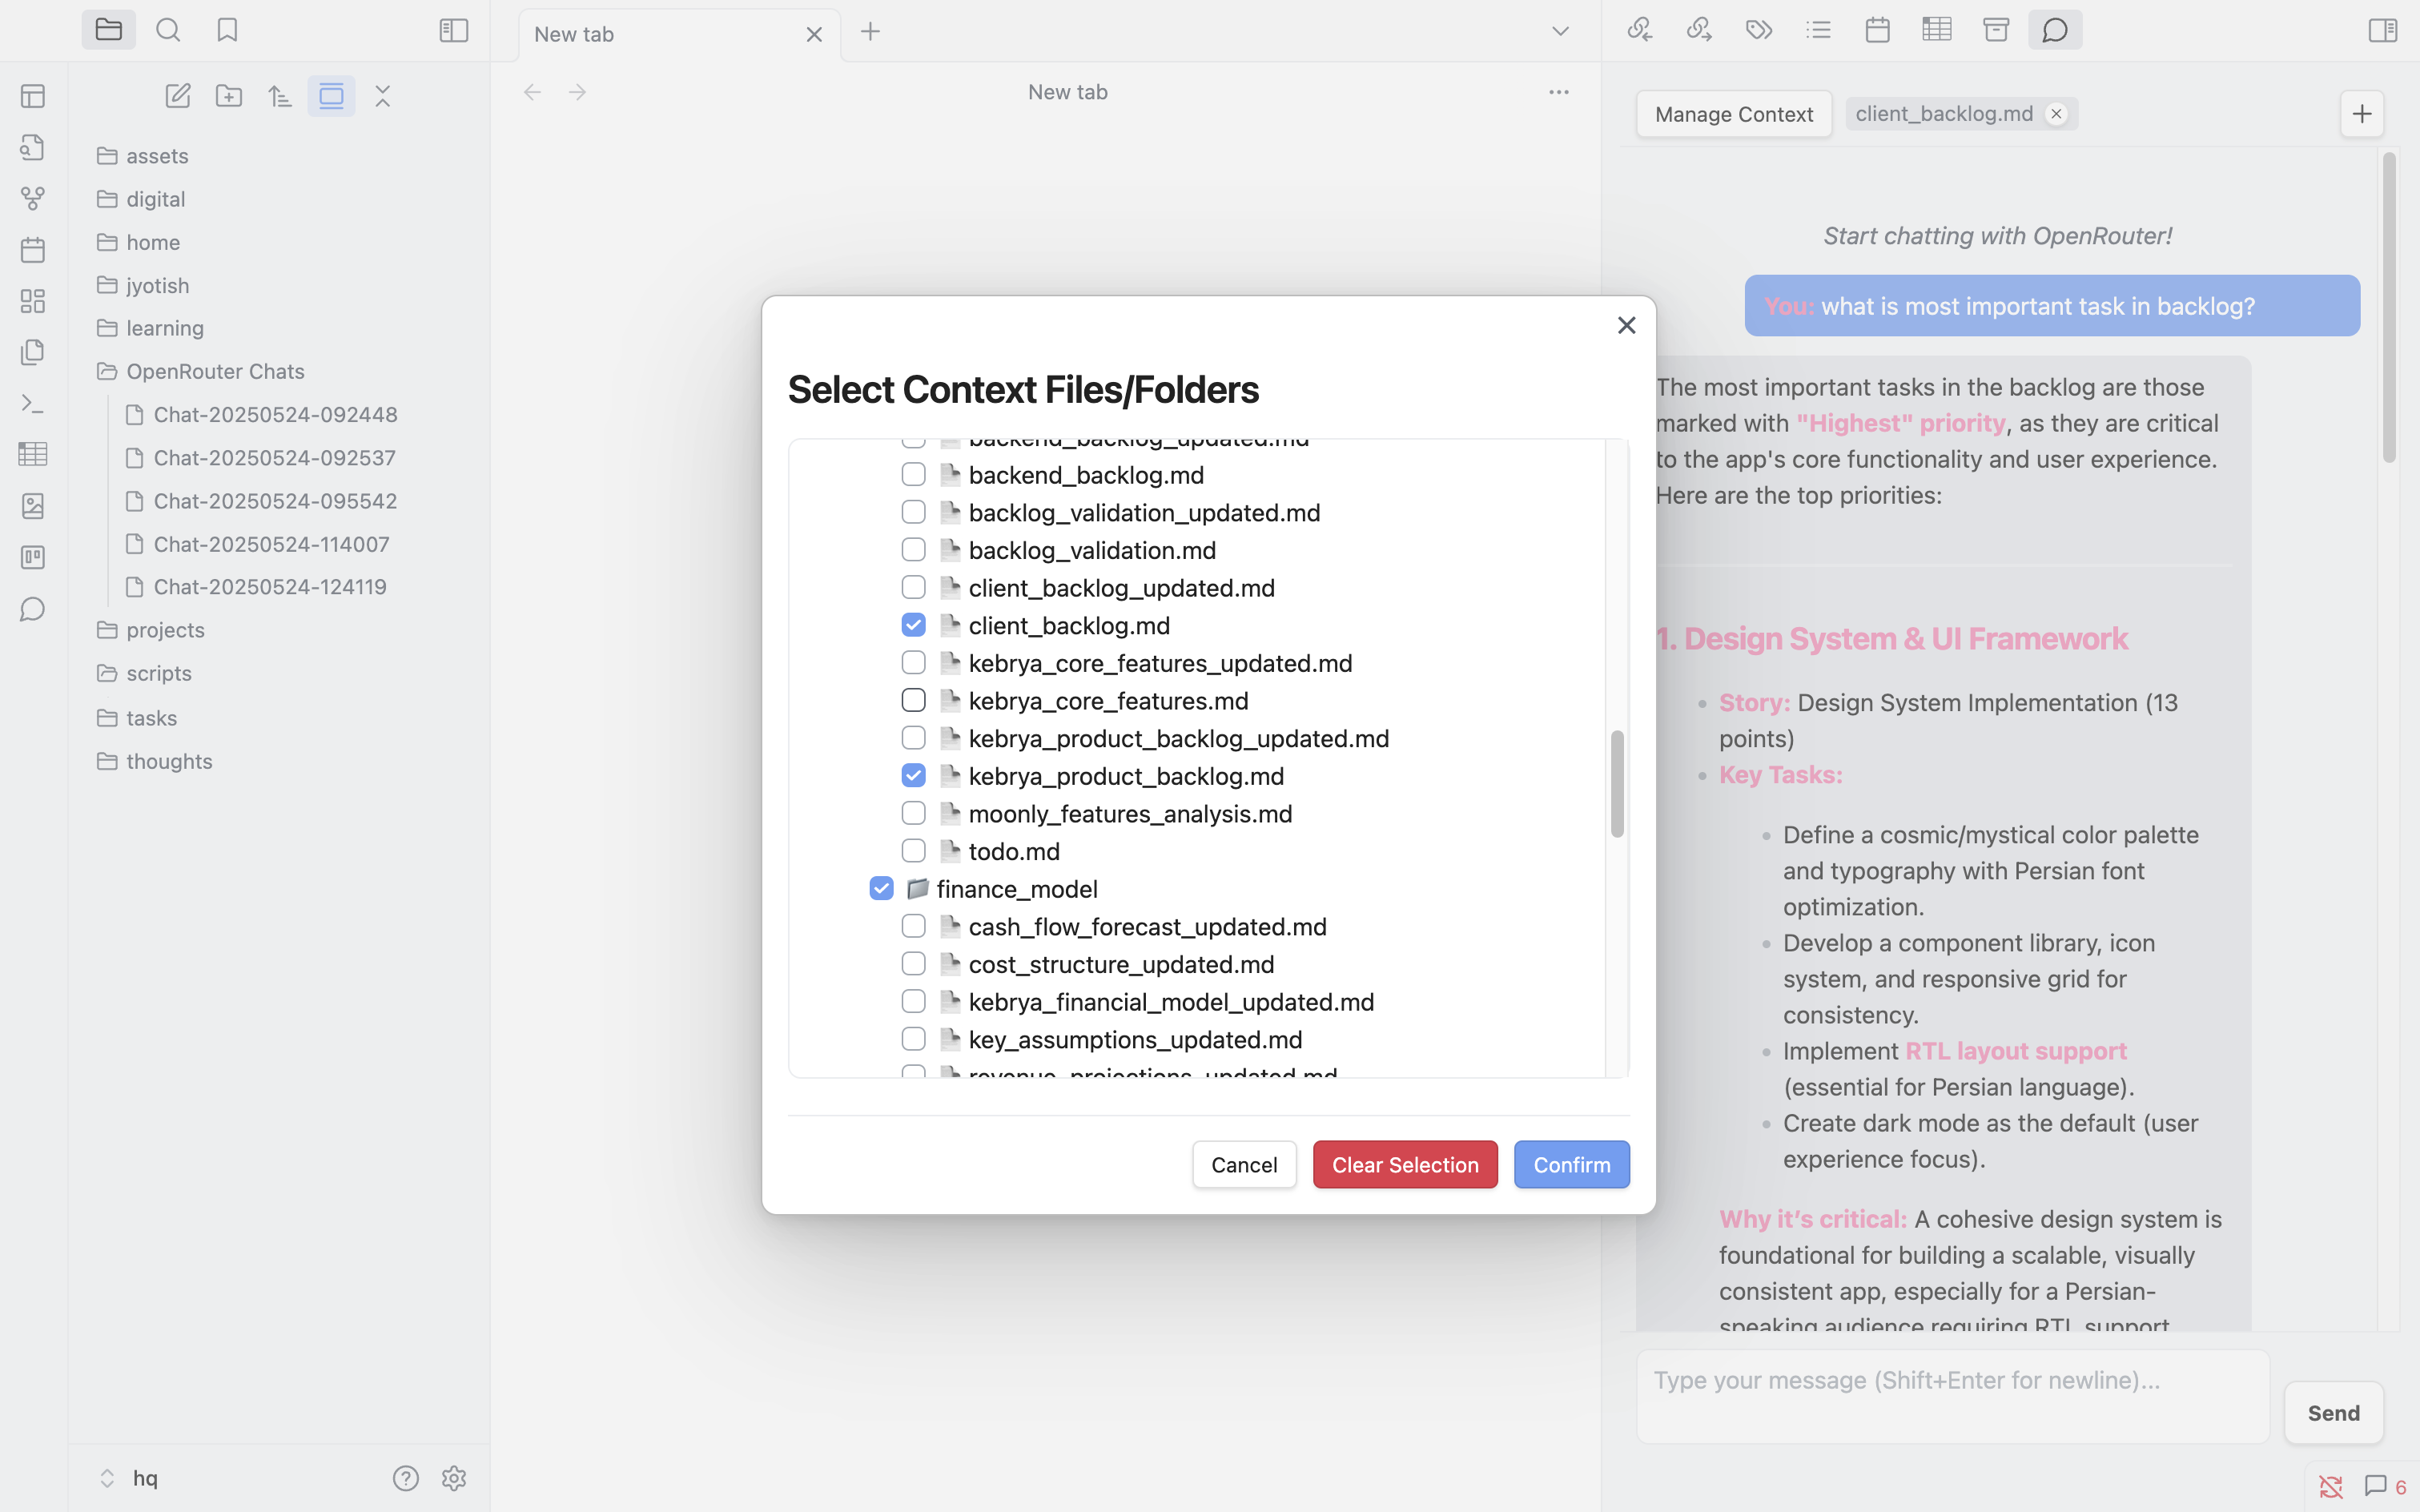 New tab
New tab
assets
digital
home
jyotish
learning
OpenRouter Chats
Chat-20250524-092448
Chat-20250524-092537
Chat-20250524-095542
Chat-20250524-114007
Chat-20250524-124119
projects
scripts
tasks
thoughts
hq
Select Context Files/Folders
backend_backlog_updated.md
backend_backlog.md
backlog_validation_updated.md
backlog_validation.md
client_backlog_updated.md
client_backlog.md
kebrya_core_features_updated.md
kebrya_core_features.md
kebrya_product_backlog_updated.md
kebrya_product_backlog.md
moonly_features_analysis.md
todo.md
finance_model
cash_flow_forecast_updated.md
cost_structure_updated.md
kebrya_financial_model_updated.md
key_assumptions_updated.md
revenue_projections_updated.md
Cancel
Clear Selection
Confirm
Manage Context
client_backlog.md
Start chatting with OpenRouter!
You: what is most important task in backlog?
The most important tasks in the backlog are those
marked with "Highest" priority, as they are critical
to the app's core functionality and user experience.
Here are the top priorities:
1. Design System & UI Framework
Story: Design System Implementation (13
points)
Key Tasks:
Define a cosmic/mystical color palette
and typography with Persian font
optimization.
Develop a component library, icon
system, and responsive grid for
consistency.
Implement RTL layout support
(essential for Persian language).
Create dark mode as the default (user
experience focus).
Why it's critical: A cohesive design system is
foundational for building a scalable, visually
consistent app, especially for a Persian-
speaking audience requiring RTL support
Type your message (Shift+Enter for newline)...
Send
6